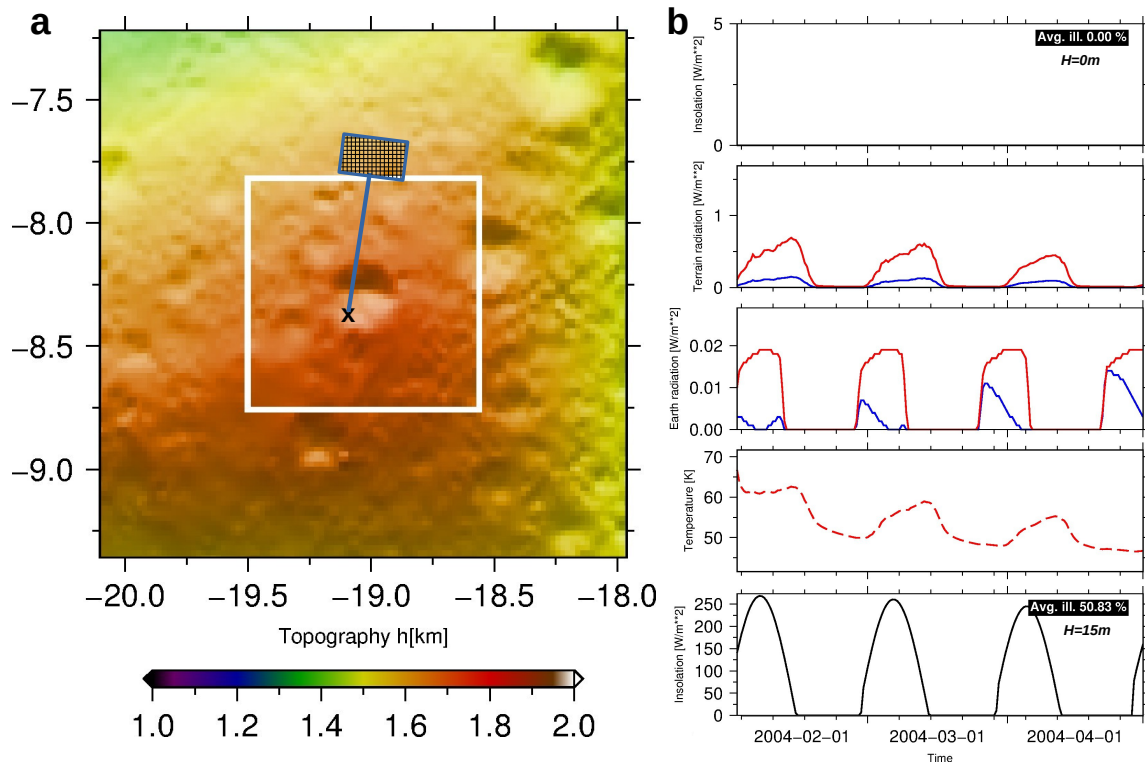 a
−7.5
−8.0
−8.5
−9.0
−20.0 −19.5 −19.0 −18.5 −18.0
x
Topography h[km]
1.0 1.2 1.4 1.6 1.8 2.0
b
Insolation [W/m**2]
5
0
Avg. ill. 0.00 %
H=0m
Terrain radiation [W/m**2]
1
0
Earth radiation [W/m**2]
0.02
0.01
0.00
Temperature [K]
70
60
50
Insolation [W/m**2]
250
200
150
100
50
0
Avg. ill. 50.83 %
H=15m
2004−02−01 2004−03−01 2004−04−01
Time